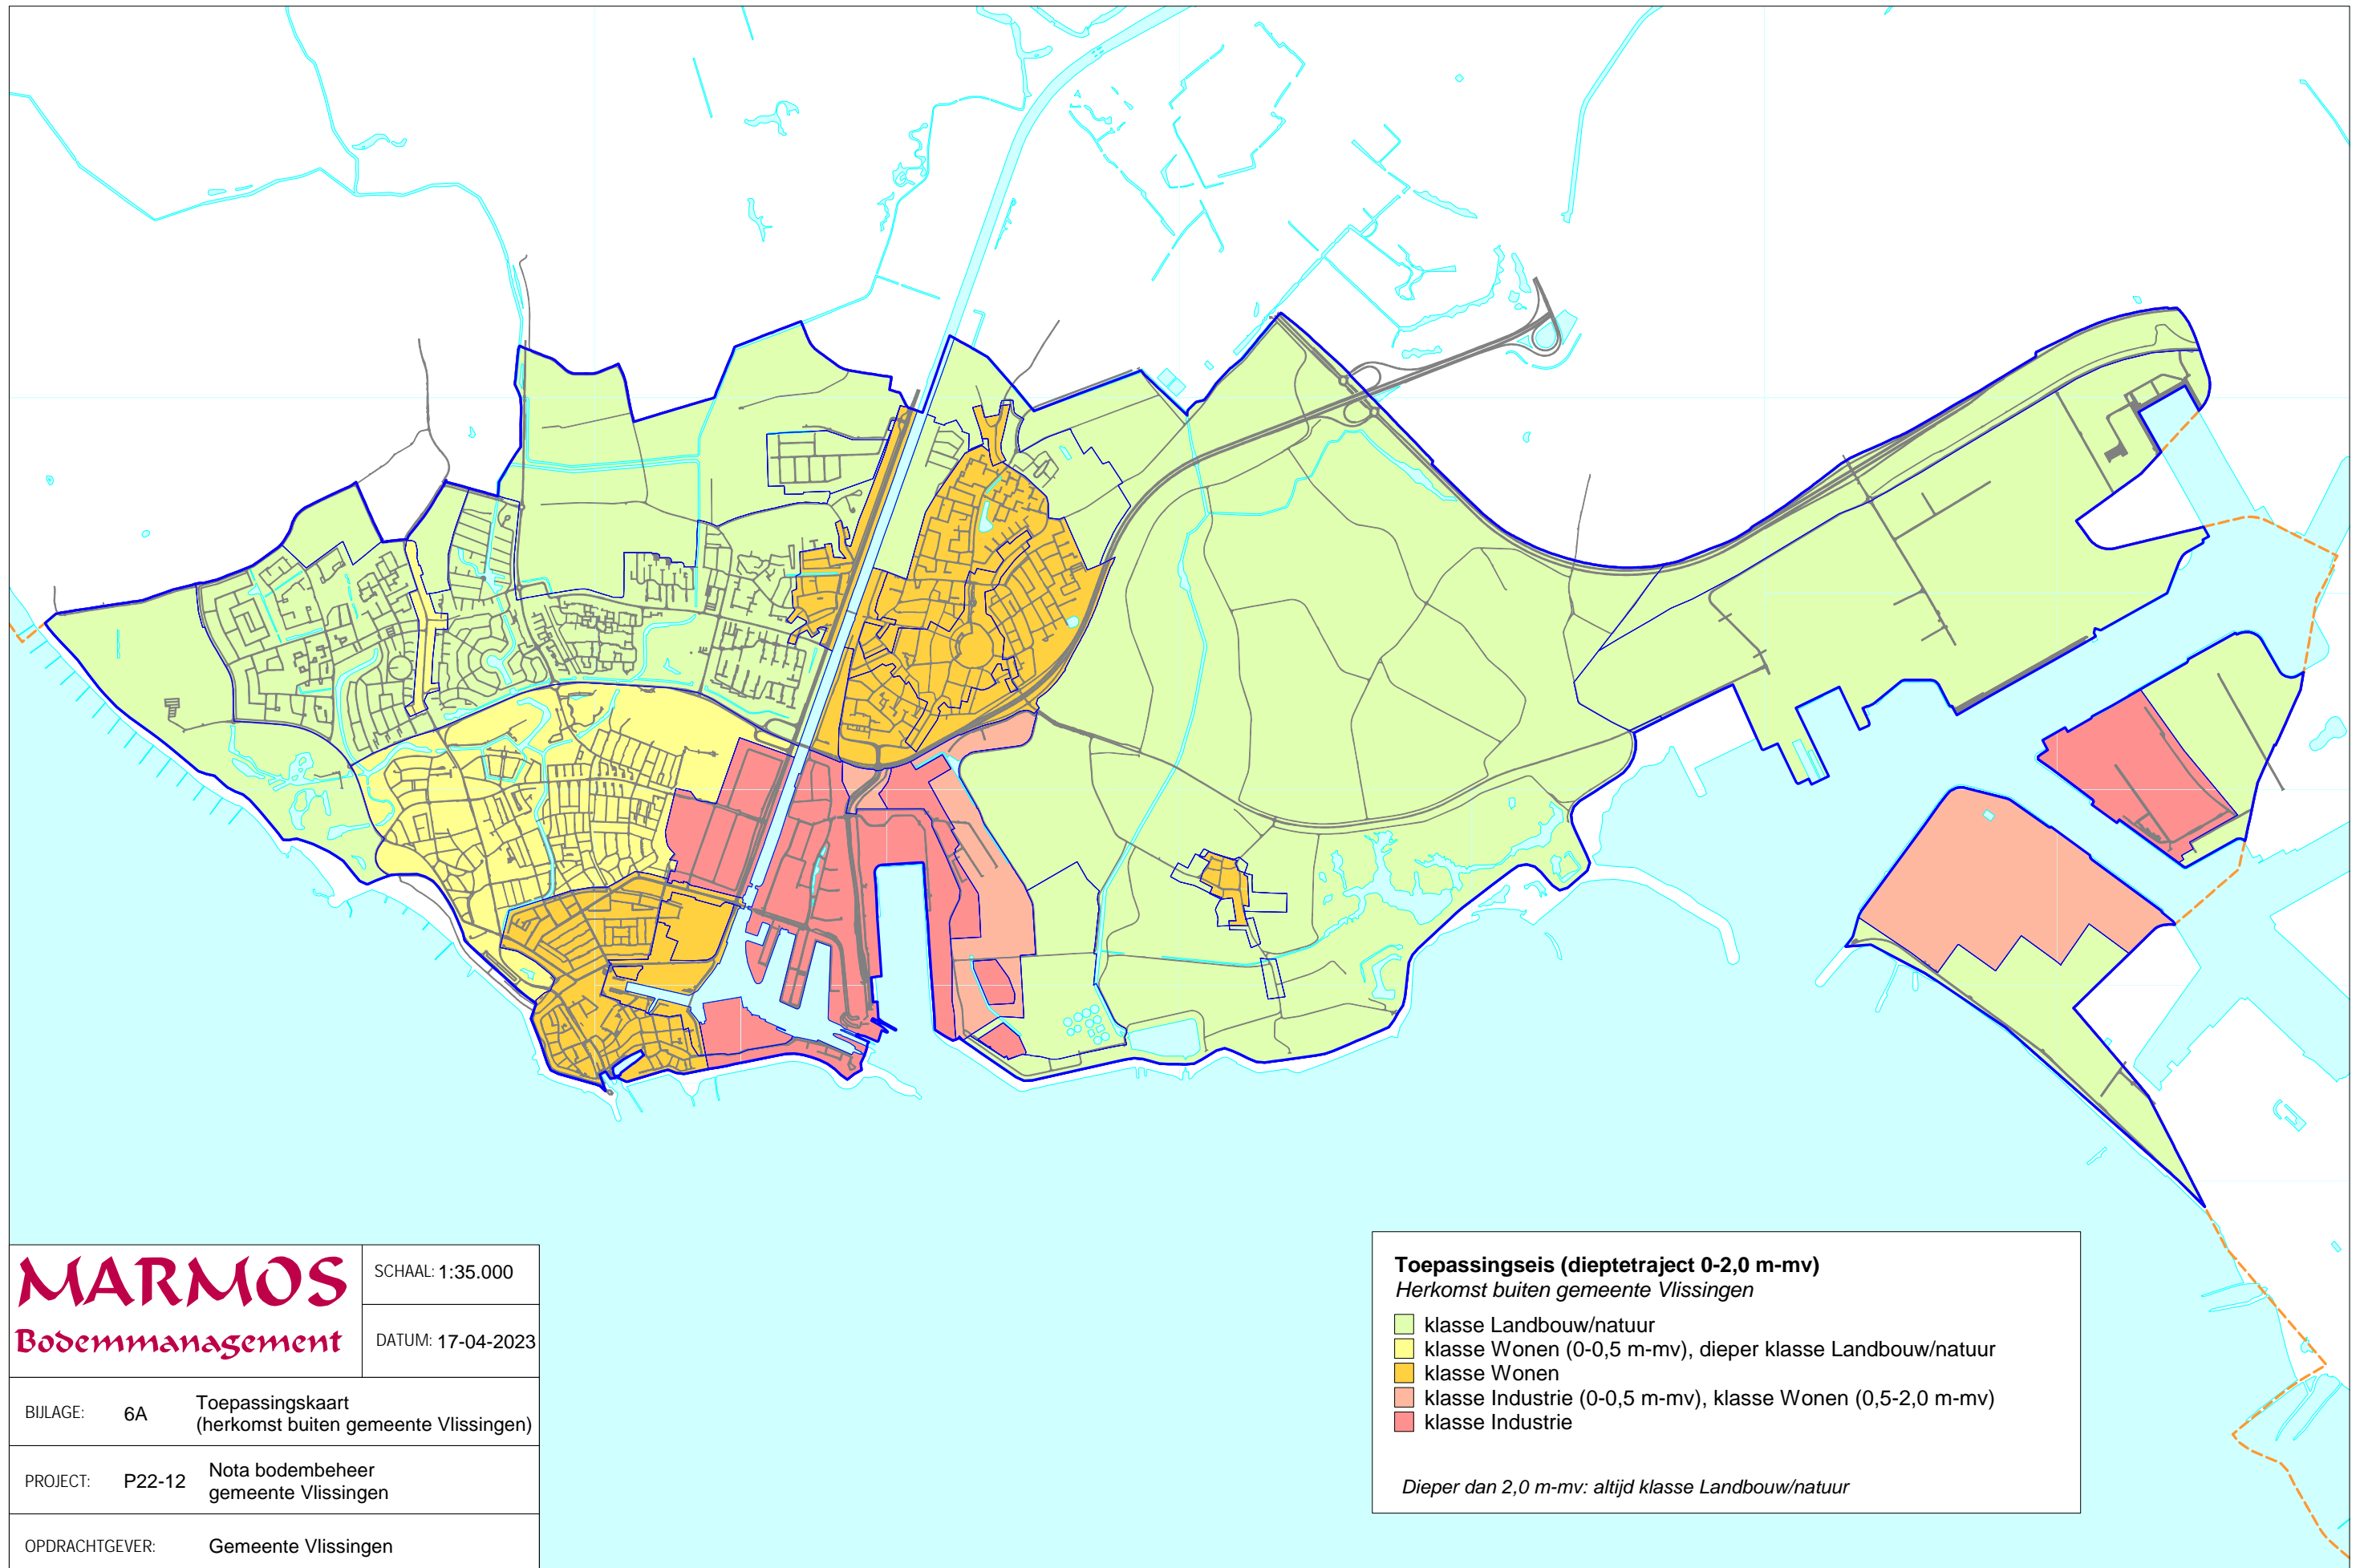 MARMOS
Bodemmanagement
SCHAAL: 1:35.000
DATUM: 17-04-2023
BIJLAGE: 6A Toepassingskaart
(herkomst buiten gemeente Vlissingen)
PROJECT: P22-12 Nota bodembeheer
gemeente Vlissingen
OPDRACHTGEVER: Gemeente Vlissingen
Toepassingseis (dieptetraject 0-2,0 m-mv)
Herkomst buiten gemeente Vlissingen
klasse Landbouw/natuur
klasse Wonen (0-0,5 m-mv), dieper klasse Landbouw/natuur
klasse Wonen
klasse Industrie (0-0,5 m-mv), klasse Wonen (0,5-2,0 m-mv)
klasse Industrie
Dieper dan 2,0 m-mv: altijd klasse Landbouw/natuur